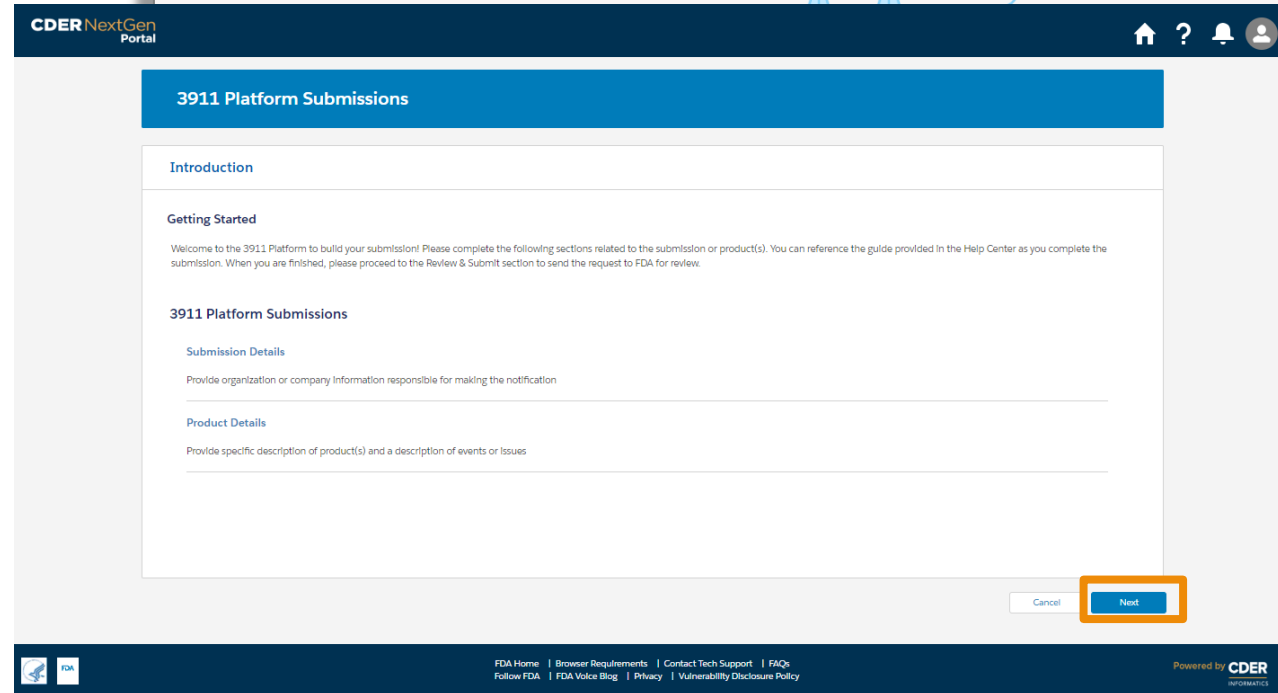 CDER NextGen
Portal
?
3911 Platform Submissions
Introduction
Getting Started
Welcome to the 3911 Platform to build your submission! Please complete the following sections related to the submission or product(s). You can reference the guide provided in the Help Center as you complete the
submission. When you are finished, please proceed to the Review & Submit section to send the request to FDA for review.
3911 Platform Submissions
Submission Details
Provide organization or company information responsible for making the notification
Product Details
Provide specific description of product(s) and a description of events or issues
Cancel
Next
FDA
FDA Home | Browser Requirements | Contact Tech Support | FAQs
Follow FDA | FDA Voice Blog | Privacy | Vulnerability Disclosure Policy
Powered by CDER
INFORMATICS